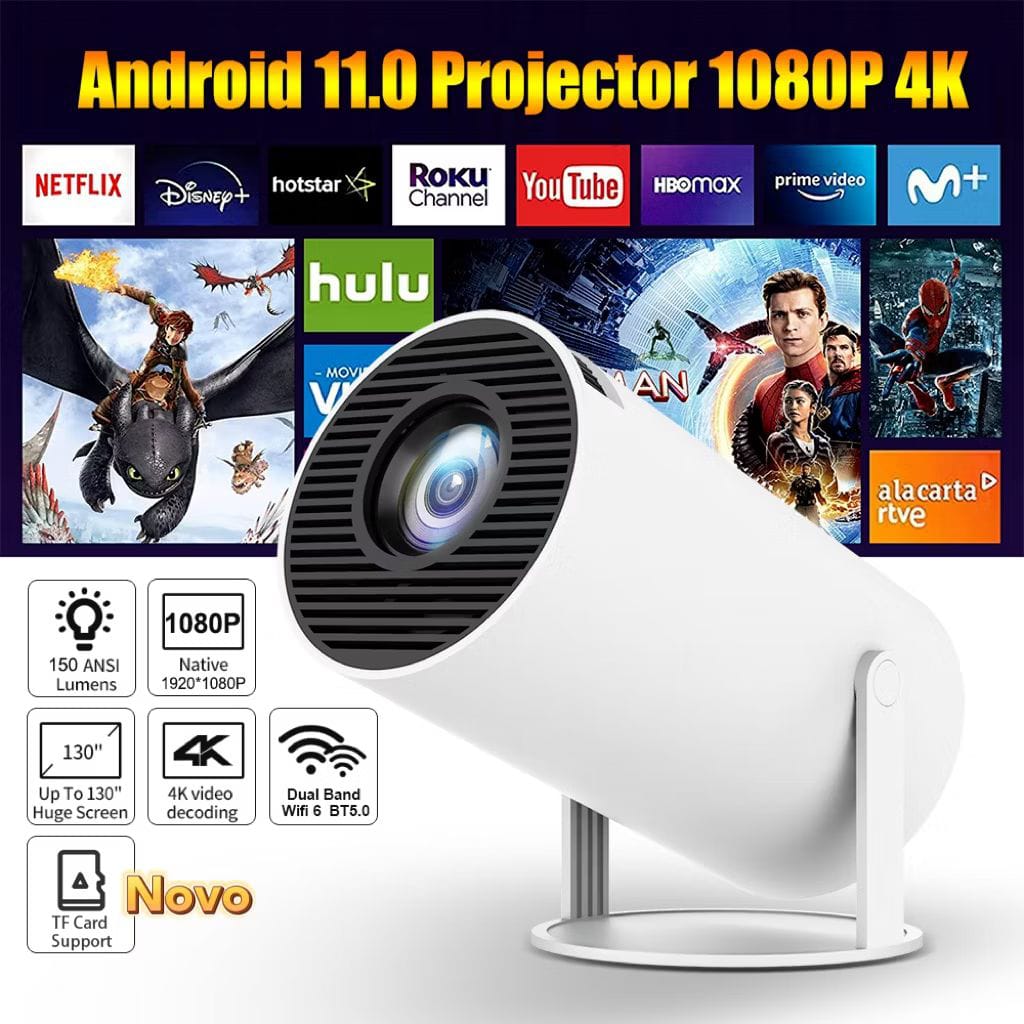 Android 11.0 Projector 1080P 4K
NETFLIX
Disney+
hotstar
Roku
Channel
YouTube
HBOMAX
prime video
M+
hulu
- MOVI
MAN
alacarta
rtve
150 ANSI
Lumens
1080P
Native
1920*1080P
130"
Up To 130"
Huge Screen
4K
4K video
decoding
Dual Band
Wifi 6 BT5.0
TF Card
Support
Novo